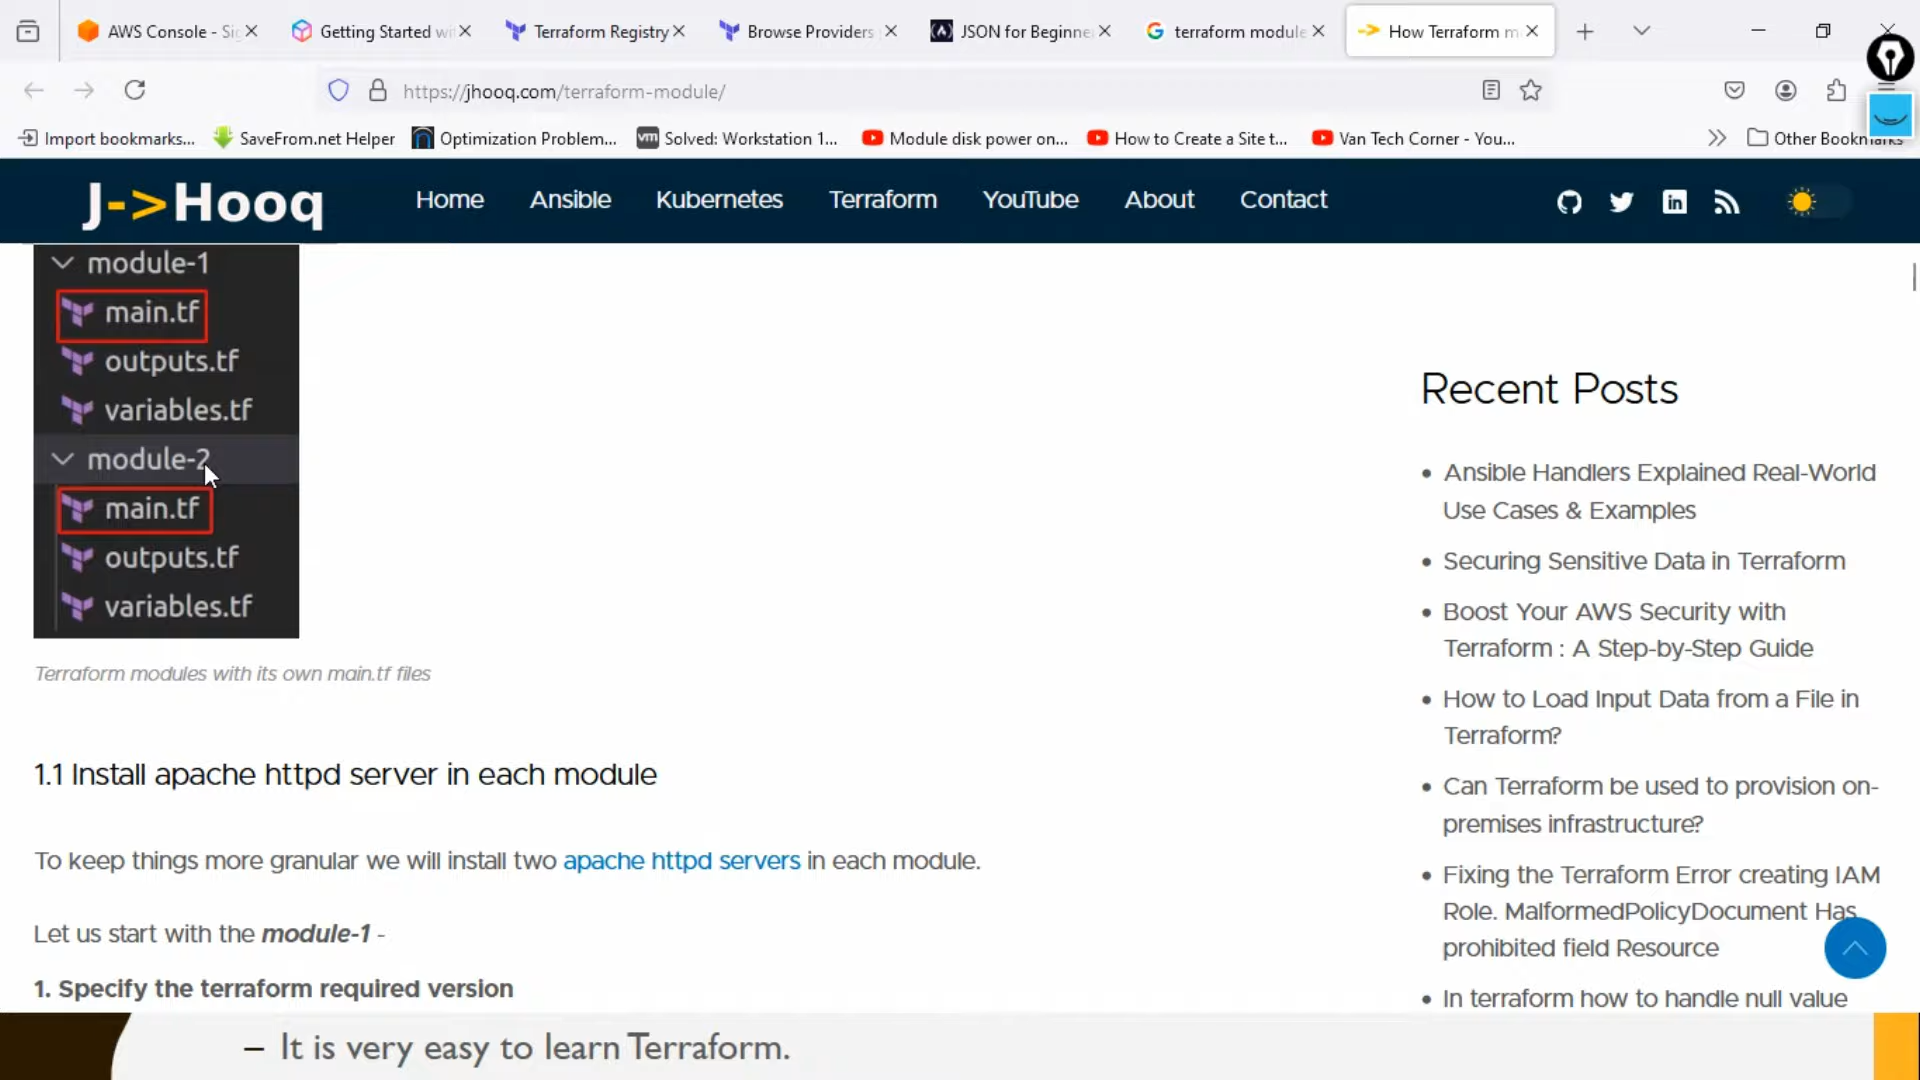 AWS Console - Sig
Getting Started wit
Terraform Registry
Browse Providers
JSON for Beginne
terraform module
How Terraform m
https://jhooq.com/terraform-module/
Import bookmarks...
SaveFrom.net Helper
Optimization Problem...
Solved: Workstation 1...
Module disk power on...
How to Create a Site t...
Van Tech Corner - You...
Other Bookmarks
J->Hooq
Home
Ansible
Kubernetes
Terraform
YouTube
About
Contact
module-1
main.tf
outputs.tf
variables.tf
module-2
main.tf
outputs.tf
variables.tf
Terraform modules with its own main.tf files
1.1 Install apache httpd server in each module
To keep things more granular we will install two apache httpd servers in each module.
Let us start with the module-1 -
1. Specify the terraform required version
Recent Posts
• Ansible Handlers Explained Real-World
Use Cases & Examples
• Securing Sensitive Data in Terraform
• Boost Your AWS Security with
Terraform : A Step-by-Step Guide
• How to Load Input Data from a File in
Terraform?
• Can Terraform be used to provision on-
premises infrastructure?
• Fixing the Terraform Error creating IAM
Role. MalformedPolicyDocument Has
prohibited field Resource
• In terraform how to handle null value
– It is very easy to learn Terraform.